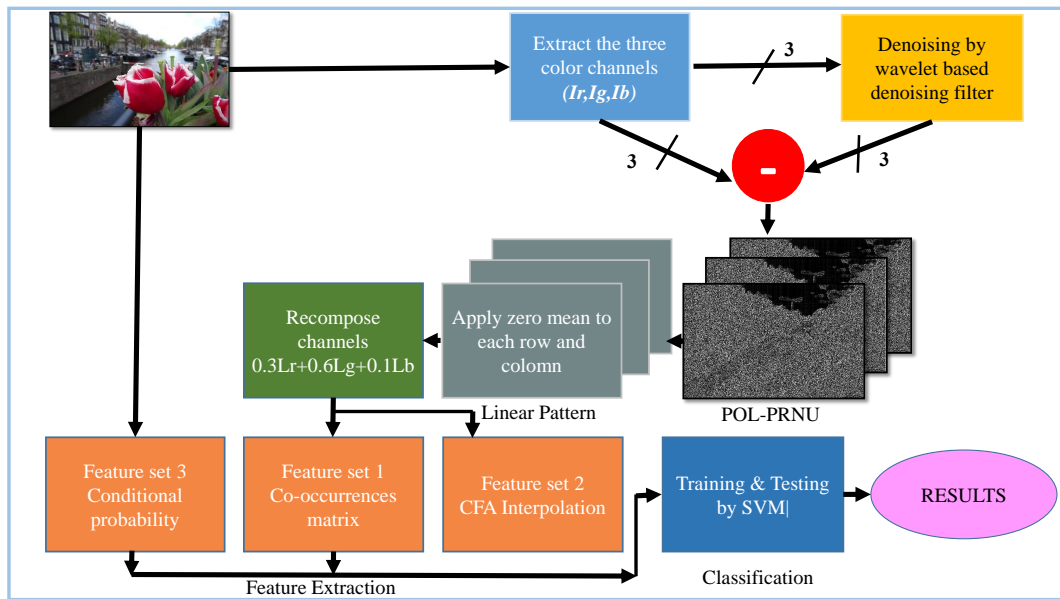 Extract the three
color channels
(Ir,Ig,Ib)
3
Denoising by
wavelet based
denoising filter
3
3
-
Recompose
channels
0.3Lr+0.6Lg+0.1Lb
Apply zero mean to
each row and
colomn
Linear Pattern
POL-PRNU
Feature set 3
Conditional
probability
Feature set 1
Co-occurrences
matrix
Feature set 2
CFA Interpolation
Training & Testing
by SVM|
RESULTS
Feature Extraction
Classification